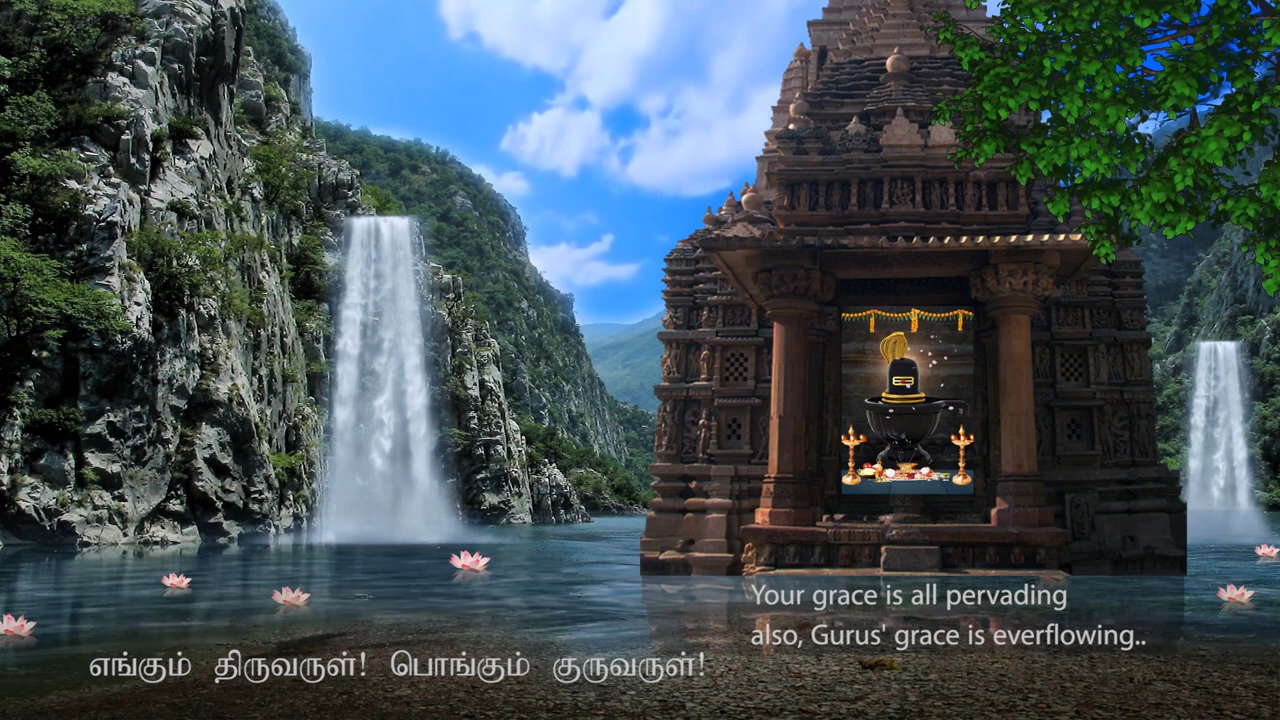 Your grace is all pervading
also, Gurus' grace is everflowing..
எங்கும் திருவருள்! பொங்கும் குருவருள்!